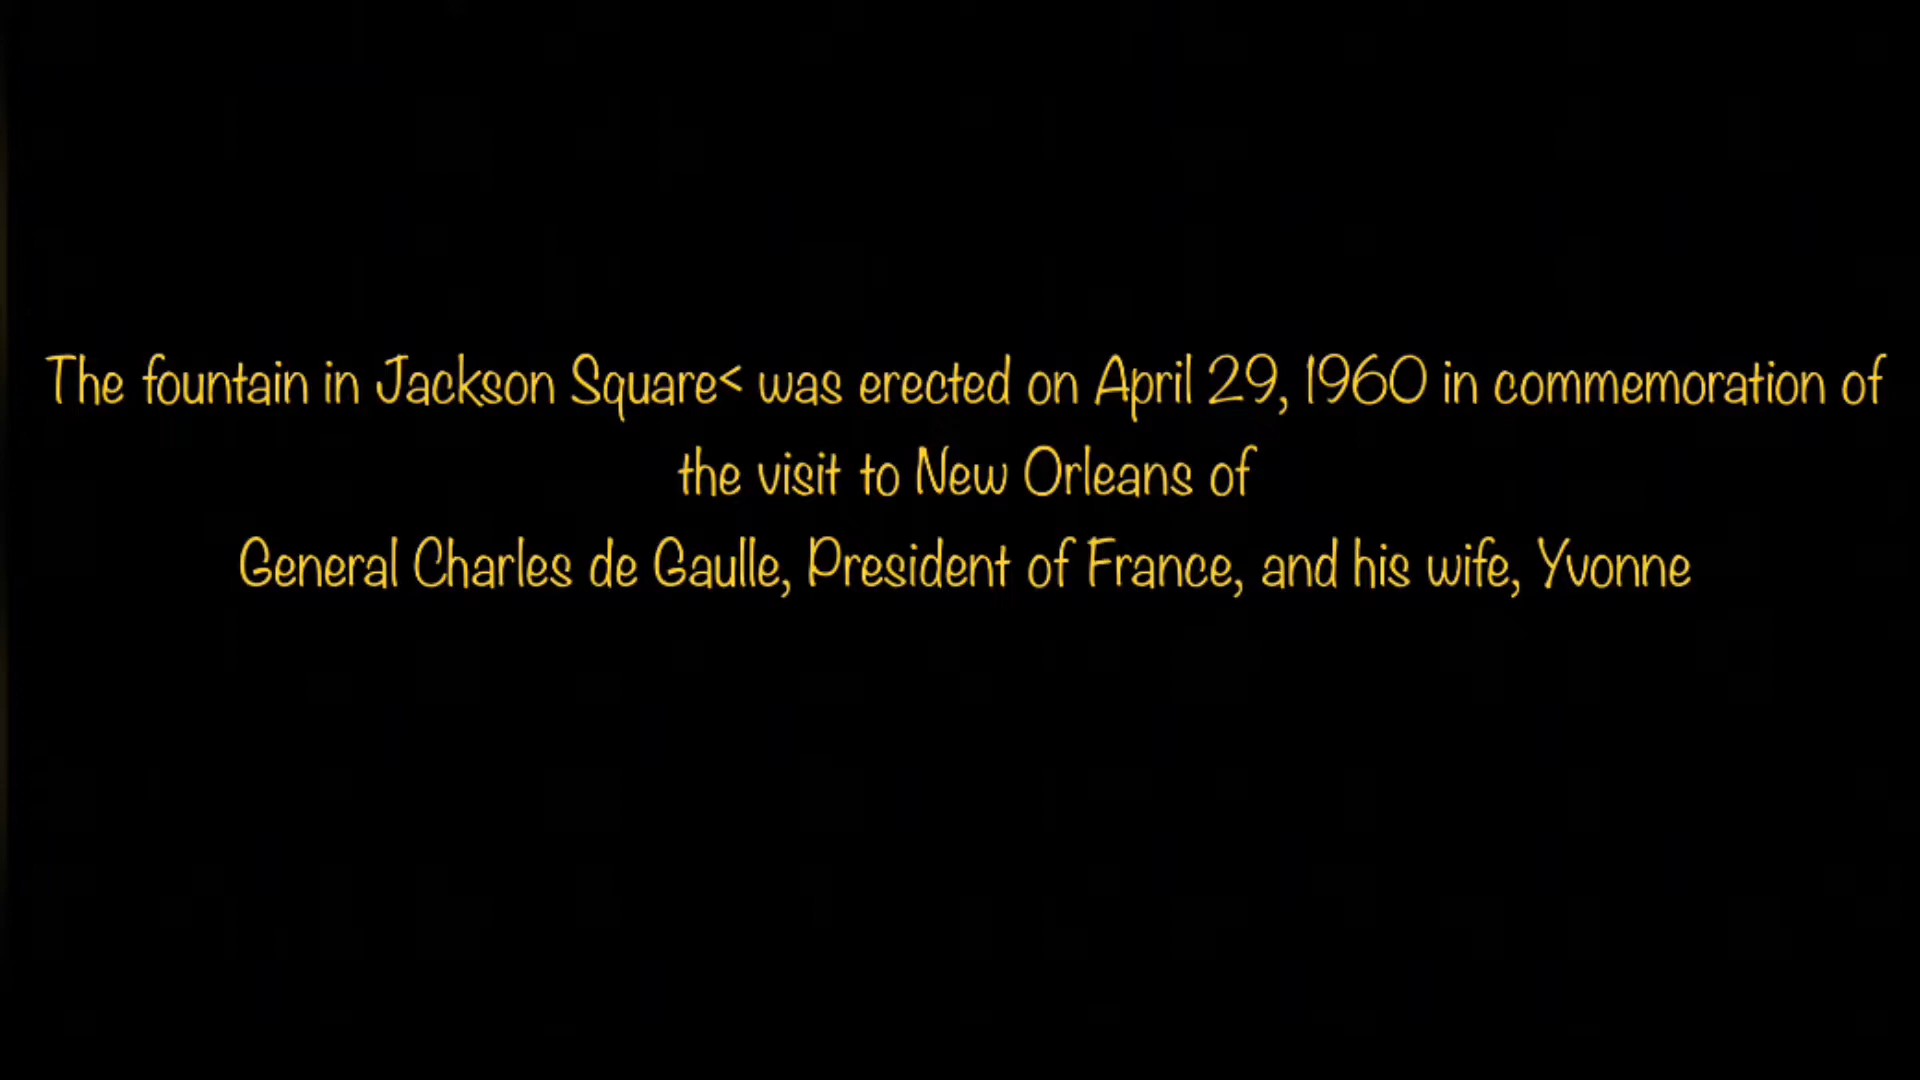 The fountain in Jackson Square< was erected on April 29, 1960 in commemoration of
the visit to New Orleans of
General Charles de Gaulle, President of France, and his wife, Yvonne